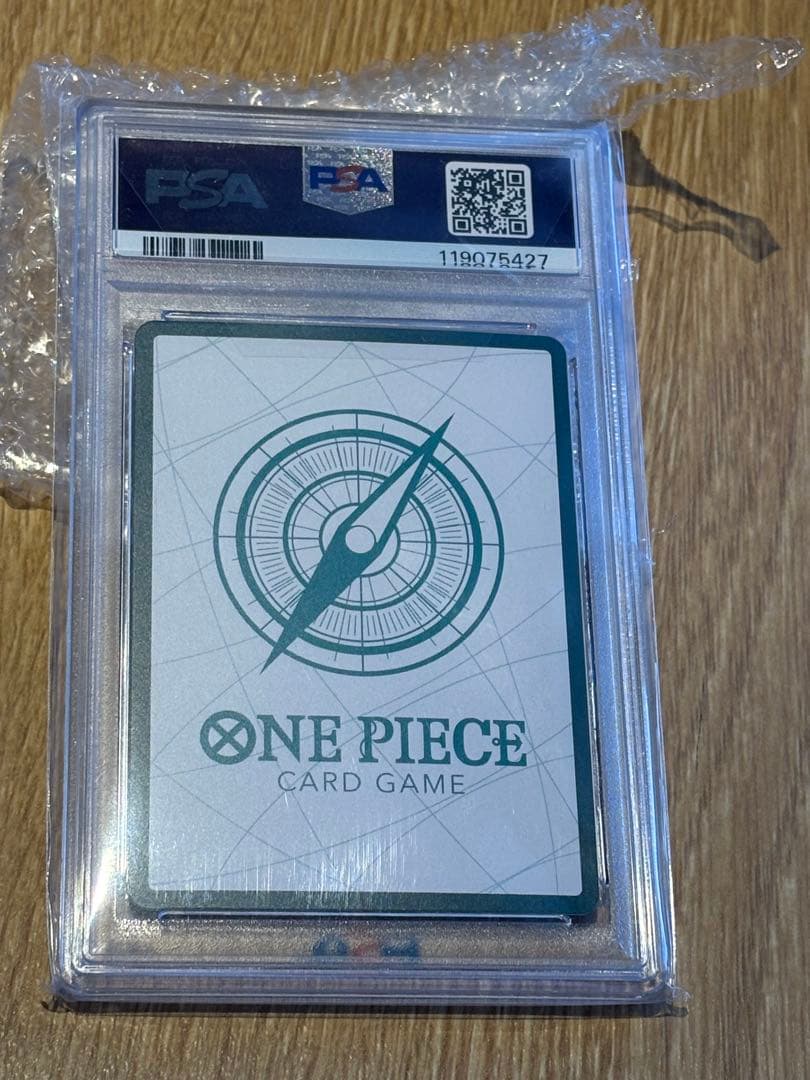 PSA
PSA
119075427
ONE PIECE
CARD GAME